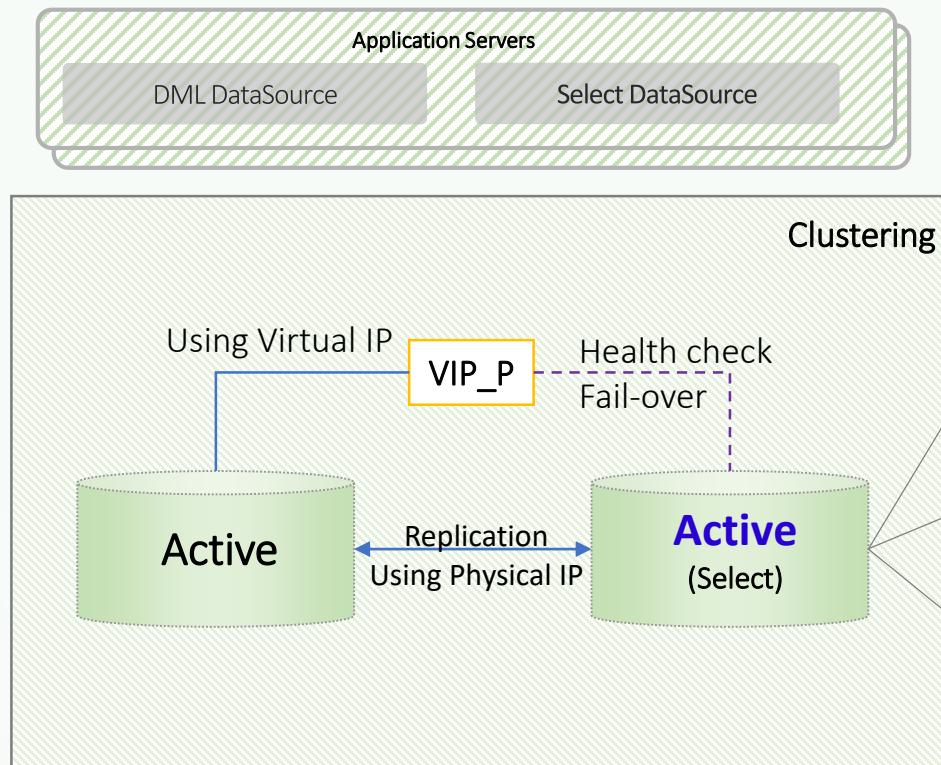 Application Servers
DML DataSource
Select DataSource
Clustering
Using Virtual IP
VIP_P
Health check
Fail-over
Active
Replication
Using Physical IP
Active
(Select)